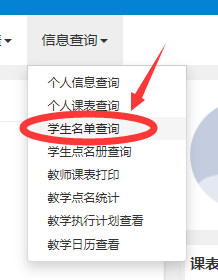 信息查询
个人信息查询
个人课表查询
学生名单查询
学生点名册查询
教师课表打印
教学点名统计
教学执行计划查看
教学日历查看
课表